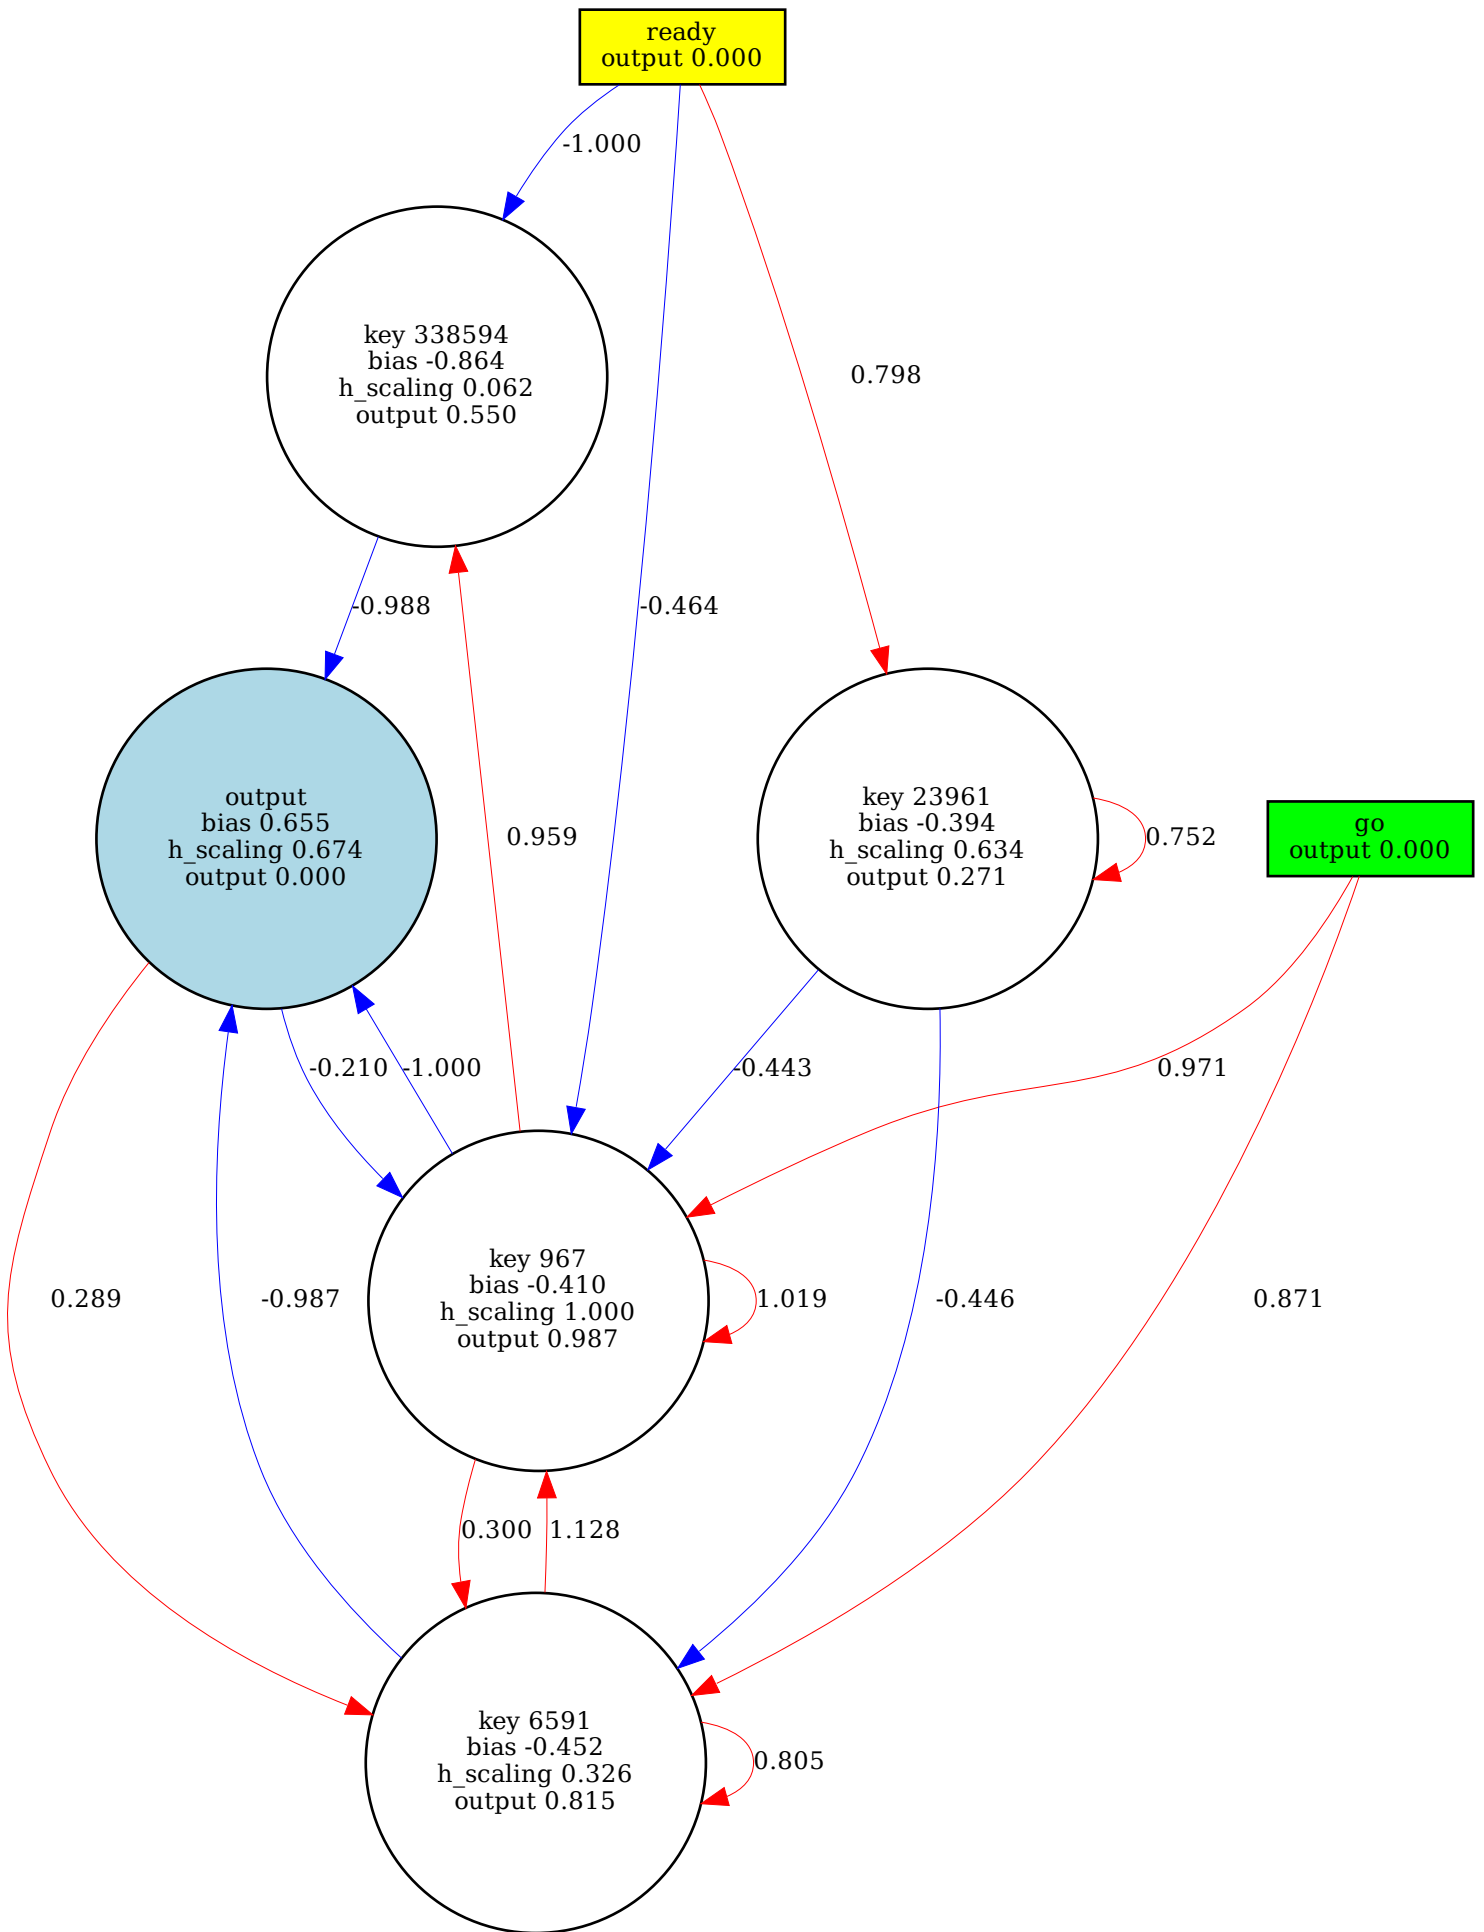 ready
output 0.000
-1.000
key 338594
bias -0.864
h_scaling 0.062
output 0.550
0.798
-0.988
-0.464
output
bias 0.655
h_scaling 0.674
output 0.000
0.959
key 23961
bias -0.394
h_scaling 0.634
output 0.271
0.752
go
output 0.000
-0.210
-1.000
-0.443
0.971
0.289
-0.987
key 967
bias -0.410
h_scaling 1.000
output 0.987
1.019
-0.446
0.871
0.300
1.128
key 6591
bias -0.452
h_scaling 0.326
output 0.815
0.805